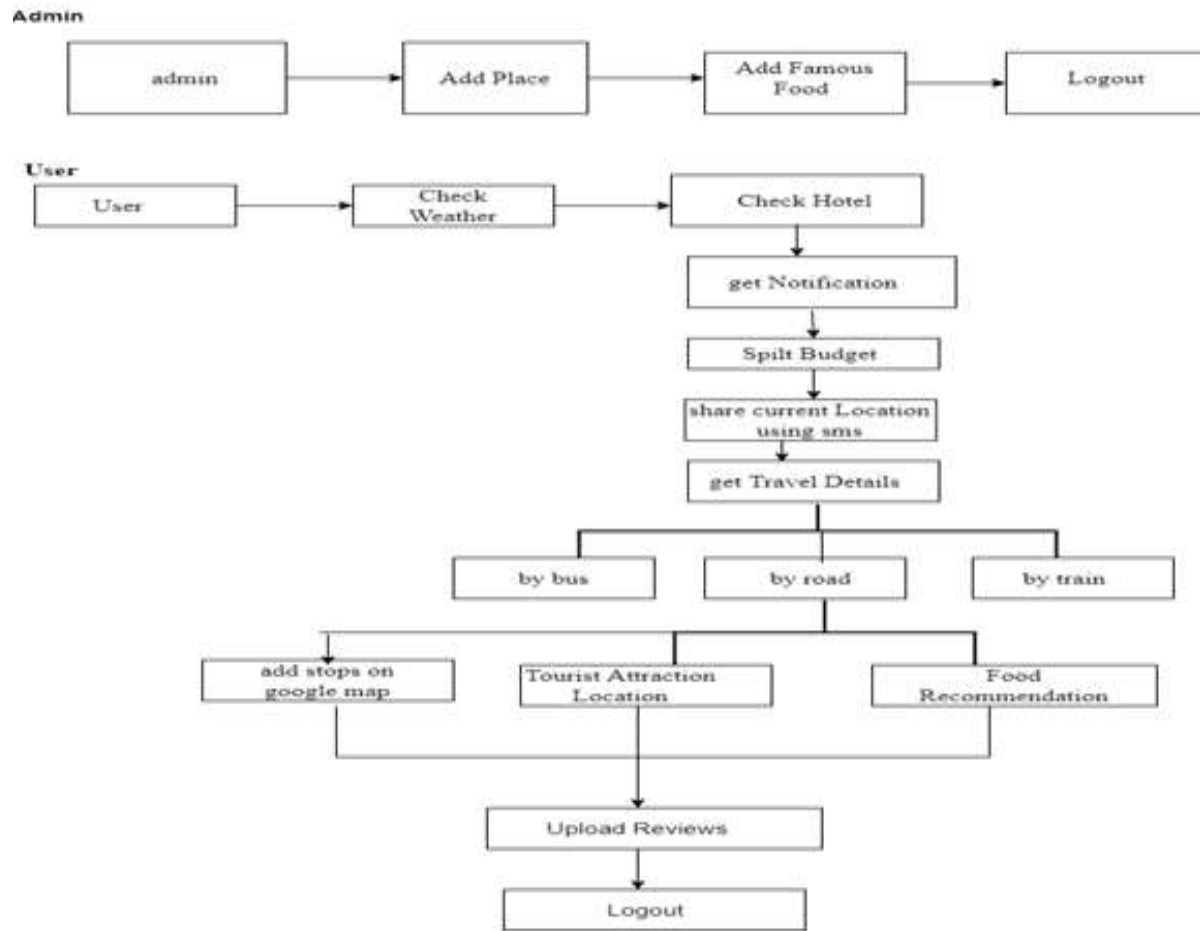 Admin
admin
Add Place
Add Famous
Food
Logout
User
User
Check
Weather
Check Hotel
get Notification
Spilt Budget
share current Location
using sms
get Travel Details
by bus
by road
by train
add stops on
google map
Tourist Attraction
Location
Food
Recommendation
Upload Reviews
Logout